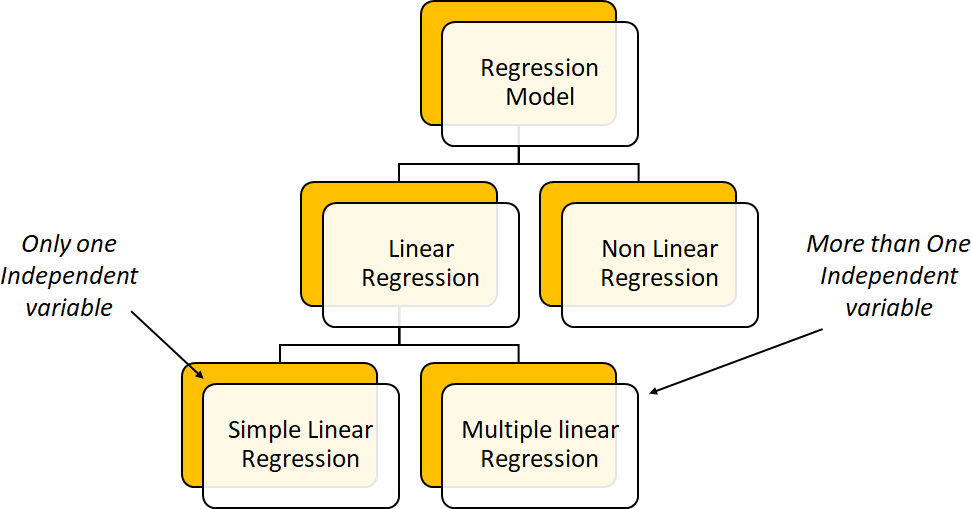 Regression
Model
Only one
Independent
variable
Linear
Regression
Non Linear
Regression
More than One
Independent
variable
Simple Linear
Regression
Multiple linear
Regression